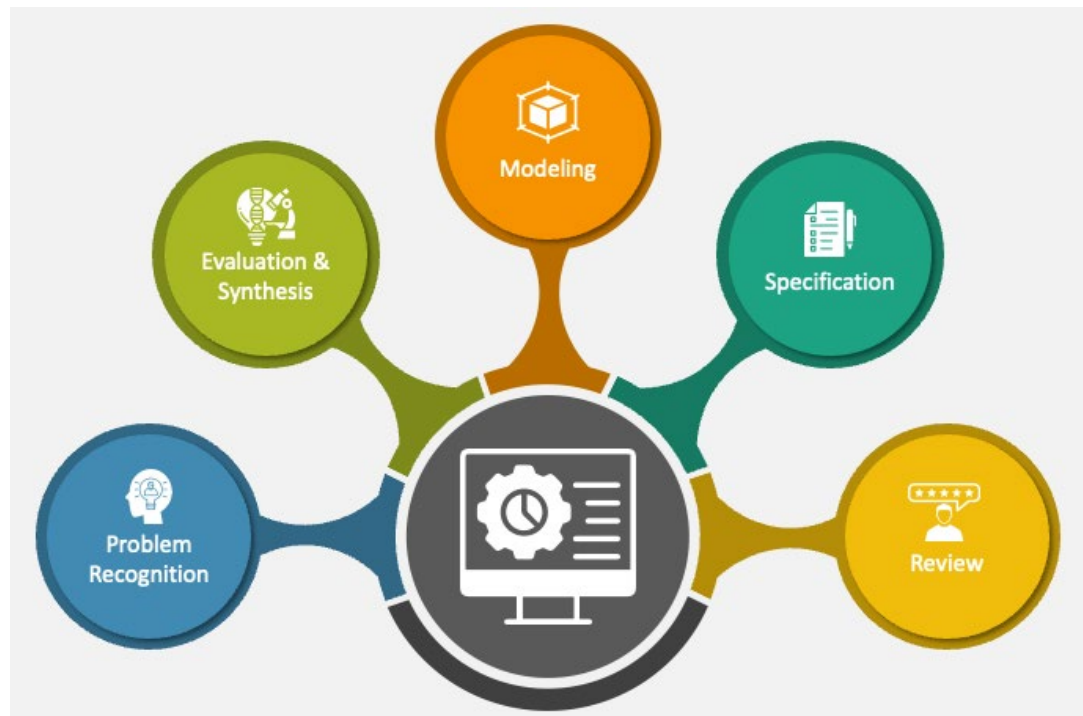 Problem
Recognition
Evaluation &
Synthesis
Modeling
Specification
Review